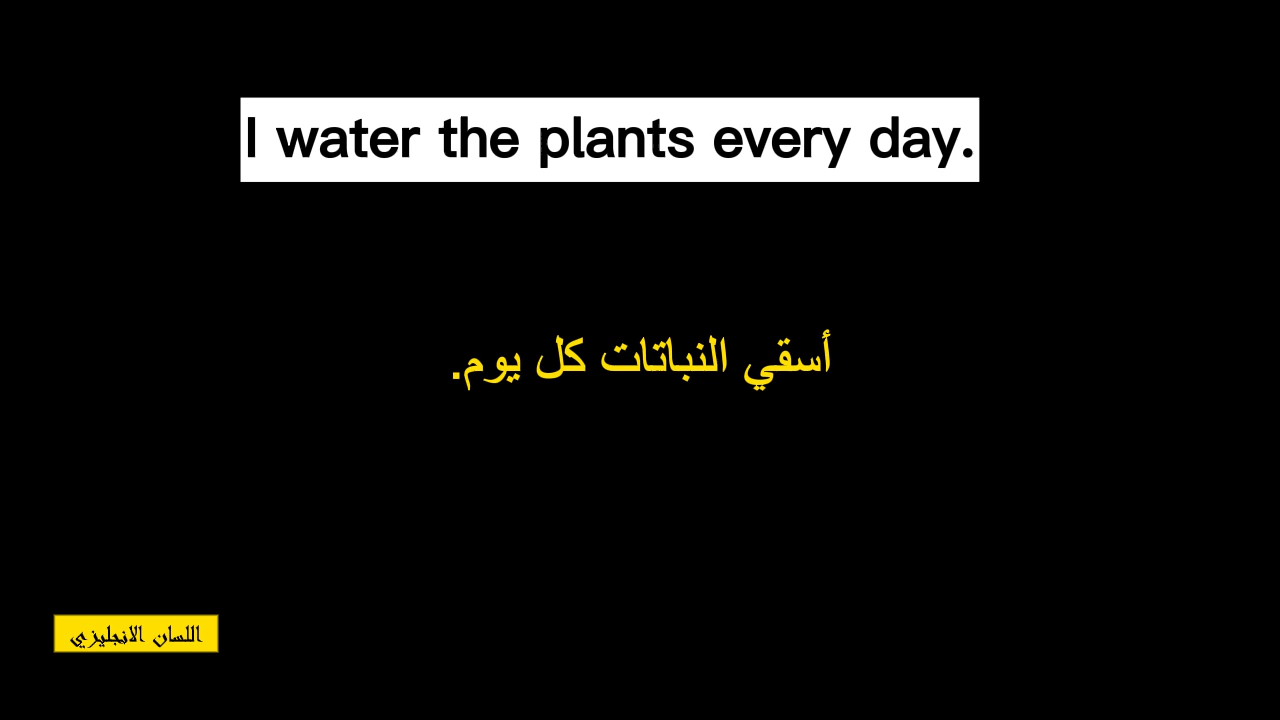 I water the plants every day.
أسقي النباتات كل يوم.
اللسان الانجليزي